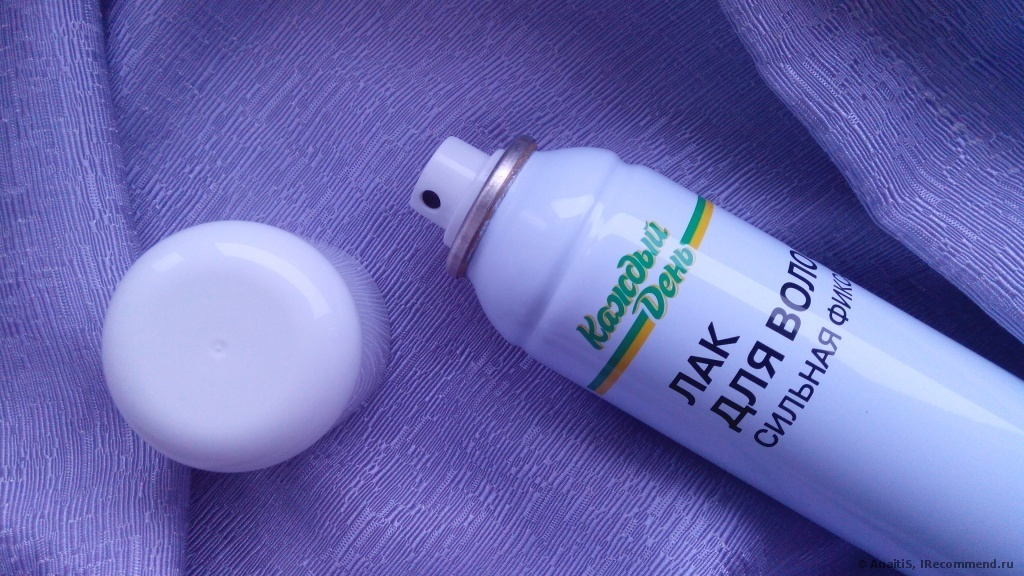 Каждый
День
ЛАК
ДЛЯ ВОЛО
СИЛЬНАЯ ФИКС
© AnaitiS, IRecommend.ru